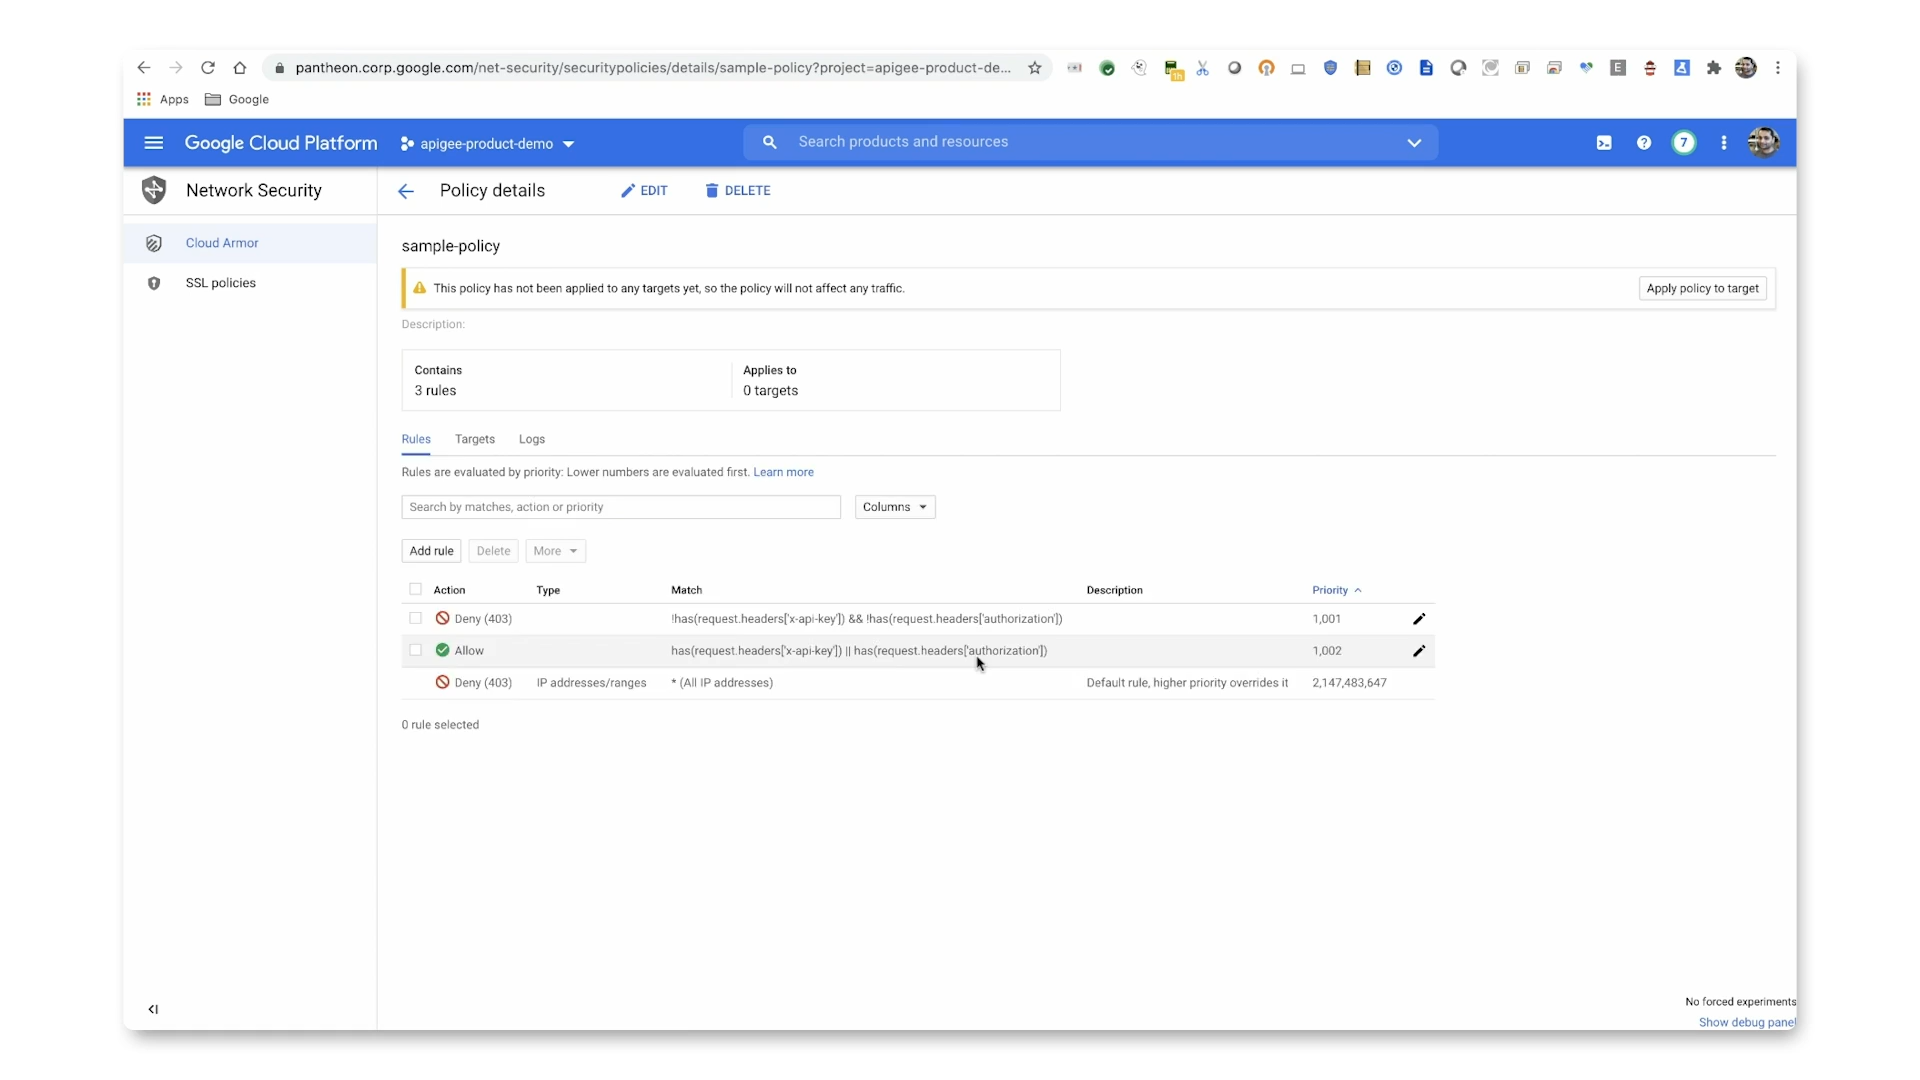 pantheon.corp.google.com/net-security/securitypolicies/details/sample-policy?project=apigee-product-de...
1h
E
Apps
Google
Google Cloud Platform
apigee-product-demo
Search products and resources
7
Network Security
Policy details
EDIT
DELETE
Cloud Armor
SSL policies
sample-policy
This policy has not been applied to any targets yet, so the policy will not affect any traffic.
Apply policy to target
Description:
Contains
3 rules
Applies to
0 targets
Rules
Targets
Logs
Rules are evaluated by priority: Lower numbers are evaluated first. Learn more
Search by matches, action or priority
Columns
Add rule
Delete
More
Action Type Match Description Priority
Deny (403) !has(request.headers['x-api-key']) && !has(request.headers['authorization']) 1,001
Allow has(request.headers['x-api-key']) || has(request.headers['authorization']) 1,002
Deny (403) IP addresses/ranges * (All IP addresses) Default rule, higher priority overrides it 2,147,483,647
0 rule selected
No forced experiments
Show debug panel